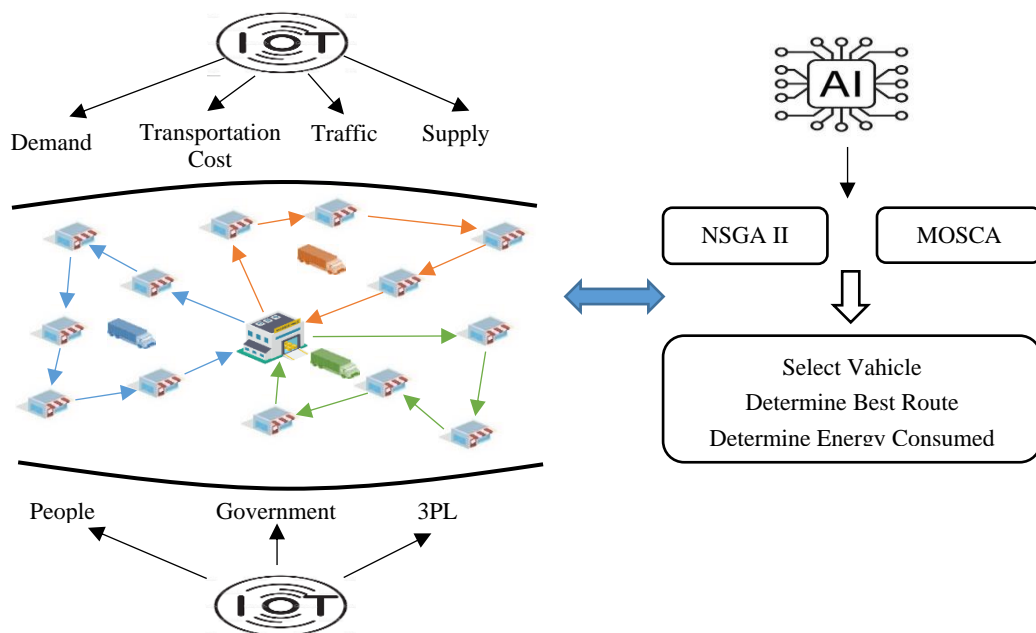 IOT
Demand
Transportation
Cost
Traffic
Supply
People
Government
3PL
IOT
AI
NSGA II
MOSCA
Select Vahicle
Determine Best Route
Determine Energy Consumed